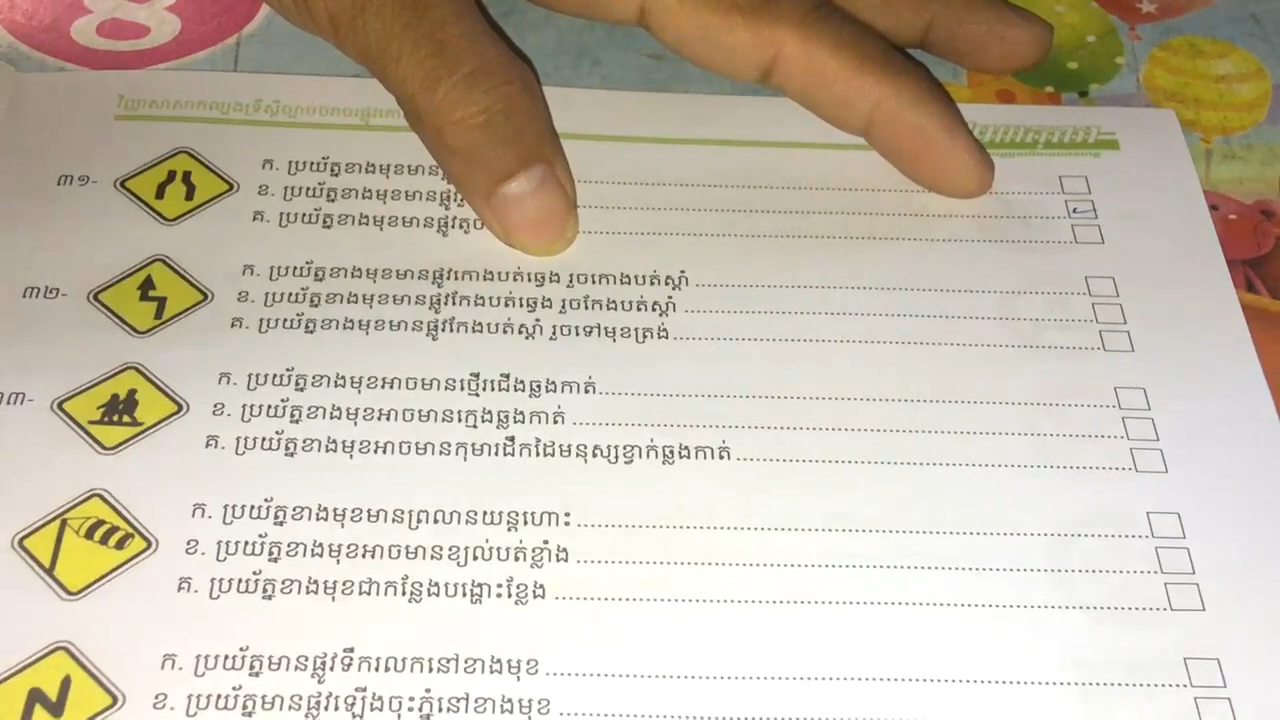 8
៣១-
ក. ប្រយ័ត្នខាងមុខមាន
ខ. ប្រយ័ត្នខាងមុខមានផ្លូវ
គ. ប្រយ័ត្នខាងមុខមានផ្លូវតូច
៣២-
ក. ប្រយ័ត្នខាងមុខមានផ្លូវកោងបត់ឆ្វេង រួចកោងបត់ស្ដាំ
ខ. ប្រយ័ត្នខាងមុខមានផ្លូវកែងបត់ឆ្វេង រួចកែងបត់ស្ដាំ
គ. ប្រយ័ត្នខាងមុខមានផ្លូវកែងបត់ស្ដាំ រួចទៅមុខត្រង់
៣-
ក. ប្រយ័ត្នខាងមុខអាចមានថ្មើរជើងឆ្លងកាត់
ខ. ប្រយ័ត្នខាងមុខអាចមានក្មេងឆ្លងកាត់
គ. ប្រយ័ត្នខាងមុខអាចមានកុមារដឹកដៃមនុស្សខ្វាក់ឆ្លងកាត់
ក. ប្រយ័ត្នខាងមុខមានព្រលានយន្តហោះ
ខ. ប្រយ័ត្នខាងមុខអាចមានខ្យល់បត់ខ្លាំង
គ. ប្រយ័ត្នខាងមុខជាកន្លែងបង្ហោះខ្លែង
ក. ប្រយ័ត្នមានផ្លូវទឹករលកនៅខាងមុខ
ខ. ប្រយ័ត្នមានផ្លូវឡើងចុះភ្នំនៅខាងមុខ